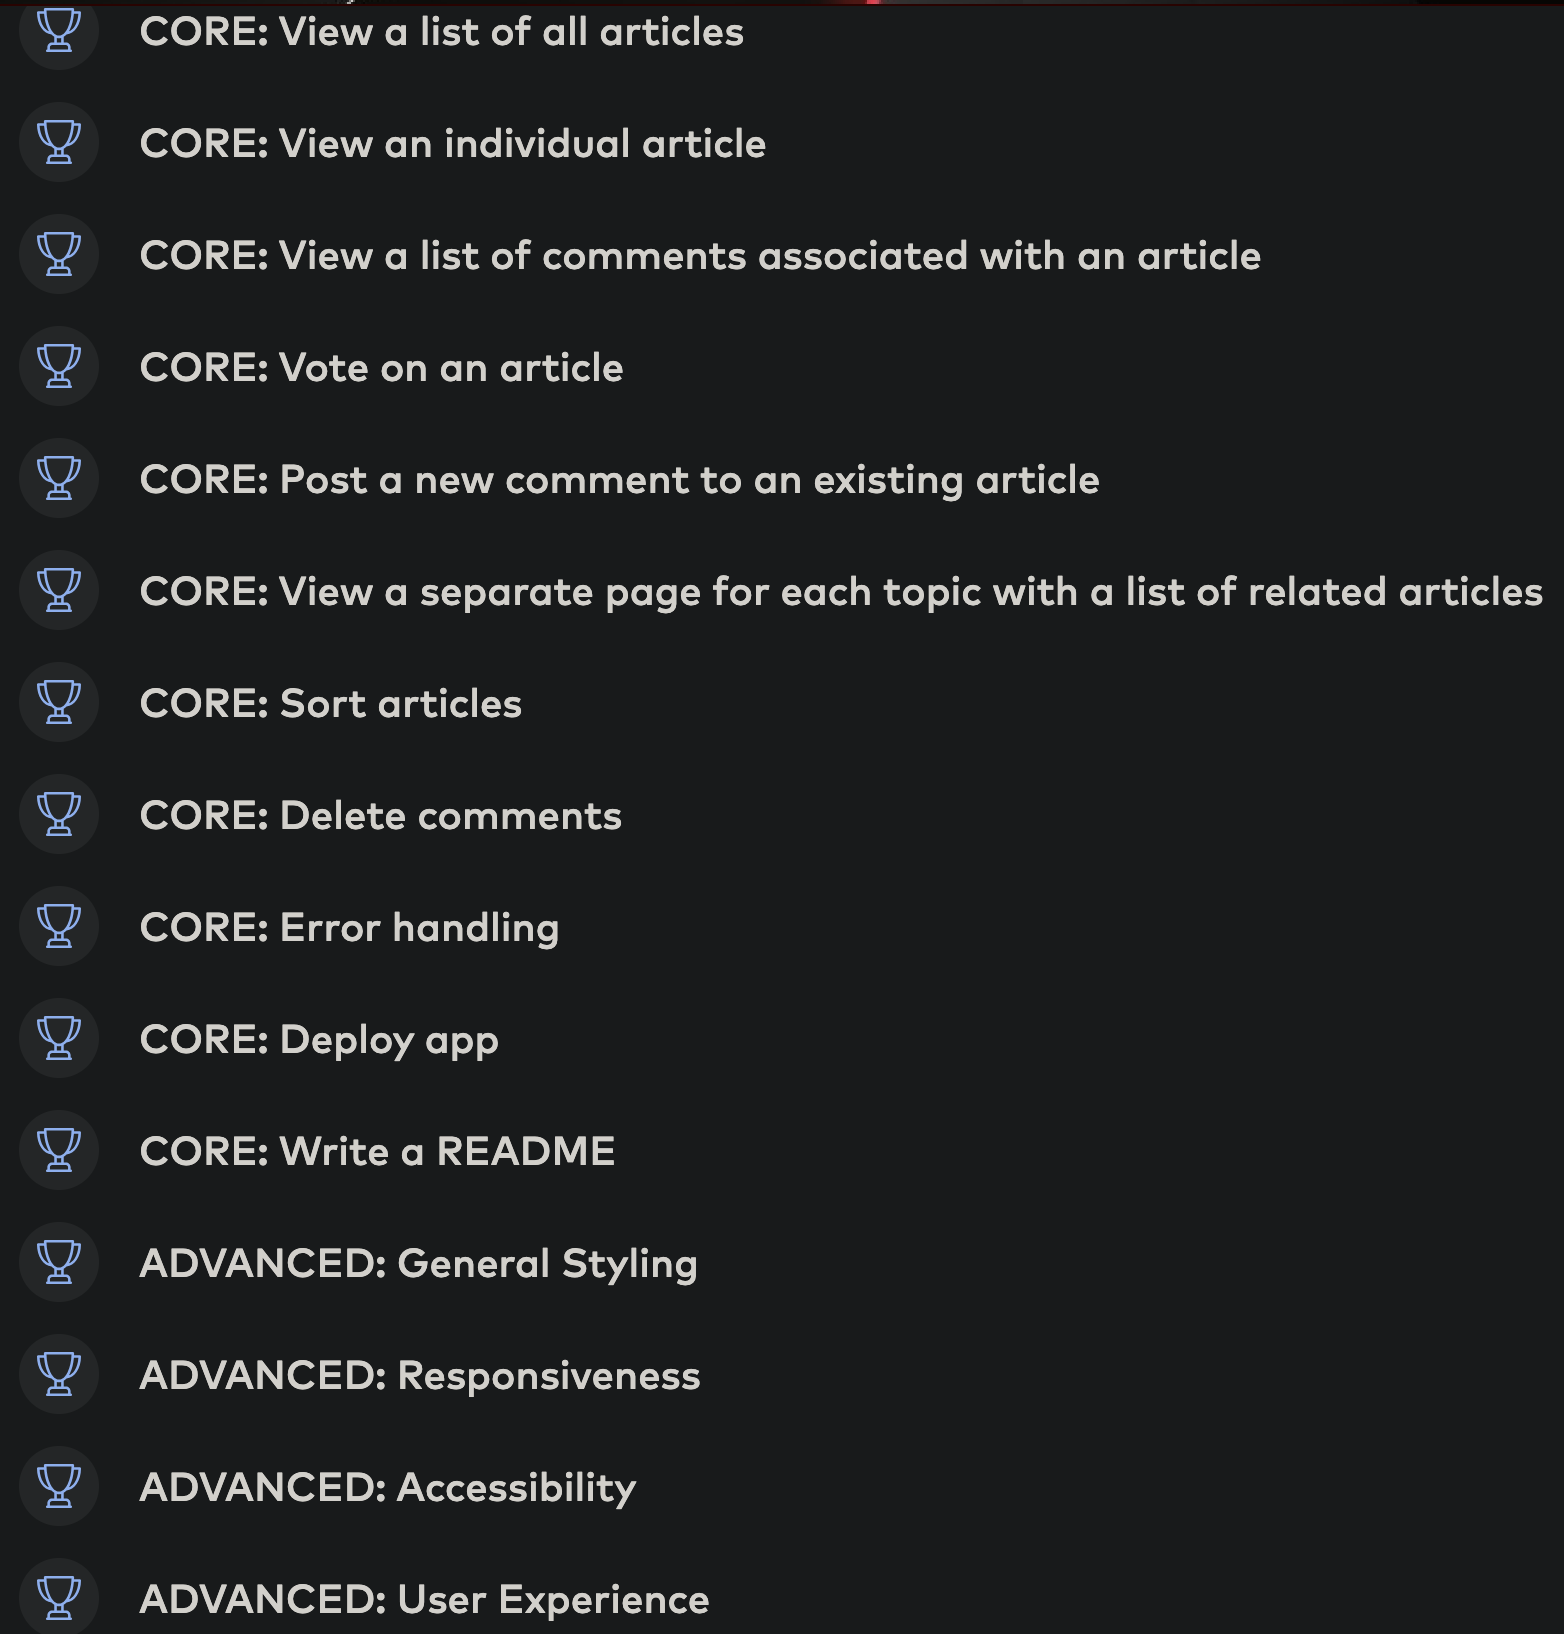 CORE: View a list of all articles
CORE: View an individual article
CORE: View a list of comments associated with an article
CORE: Vote on an article
CORE: Post a new comment to an existing article
CORE: View a separate page for each topic with a list of related articles
CORE: Sort articles
CORE: Delete comments
CORE: Error handling
CORE: Deploy app
CORE: Write a README
ADVANCED: General Styling
ADVANCED: Responsiveness
ADVANCED: Accessibility
ADVANCED: User Experience